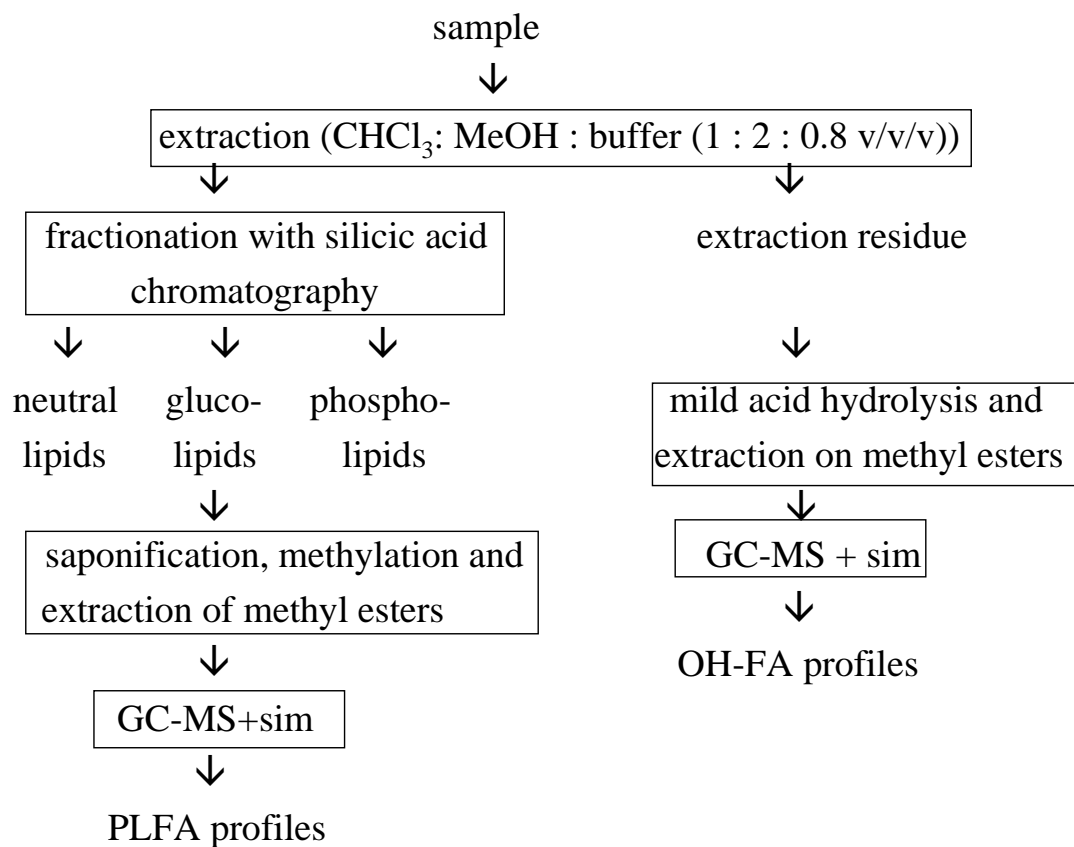 sample
extraction (CHCl₃: MeOH : buffer (1 : 2 : 0.8 v/v/v))
fractionation with silicic acid
chromatography
extraction residue
neutral
lipids
gluco-
lipids
phospho-
lipids
mild acid hydrolysis and
extraction on methyl esters
saponification, methylation and
extraction of methyl esters
GC-MS + sim
OH-FA profiles
GC-MS+sim
PLFA profiles